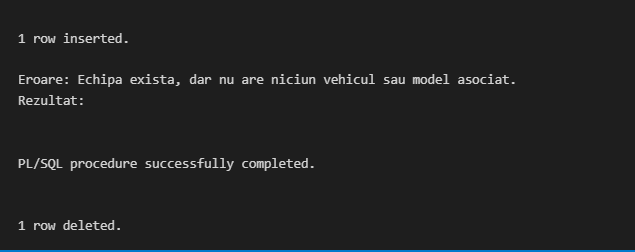 1 row inserted.
Eroare: Echipa exista, dar nu are niciun vehicul sau model asociat.
Rezultat:
PL/SQL procedure successfully completed.
1 row deleted.